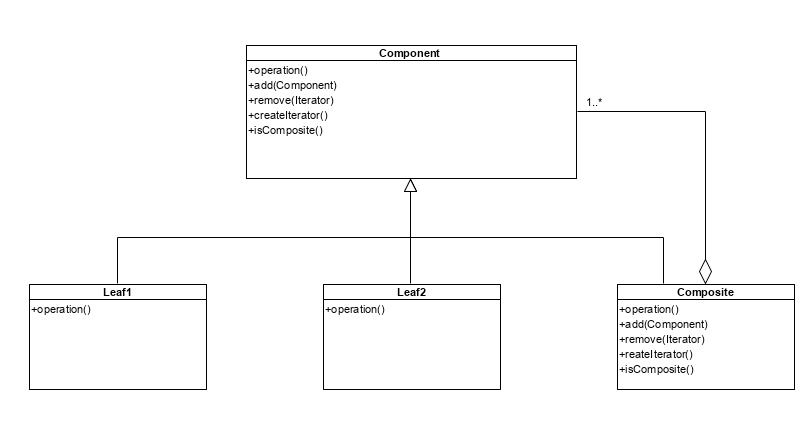 Component
+operation()
+add(Component)
+remove(Iterator)
+createIterator()
+isComposite()
1..*
Leaf1
+operation()
Leaf2
+operation()
Composite
+operation()
+add(Component)
+remove(Iterator)
+reateIterator()
+isComposite()